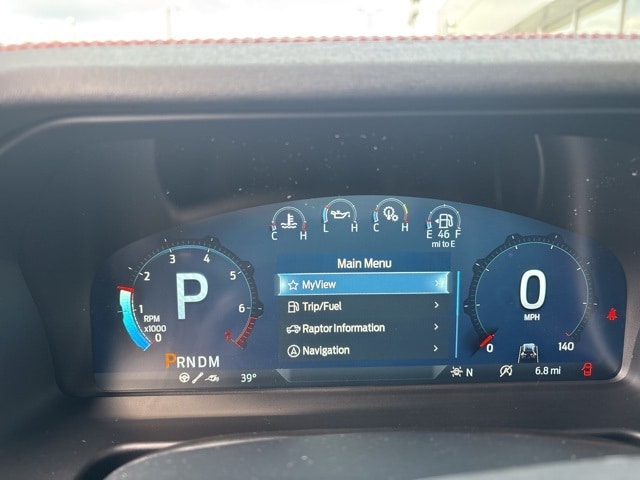 C H
L H
C H
E 46 F
mi to E
Main Menu
MyView
Trip/Fuel
Raptor Information
Navigation
1
2
3
4
5
6
7
P
RPM
x1000
0
PRNDM
39°
0
MPH
0
140
N
6.8 mi